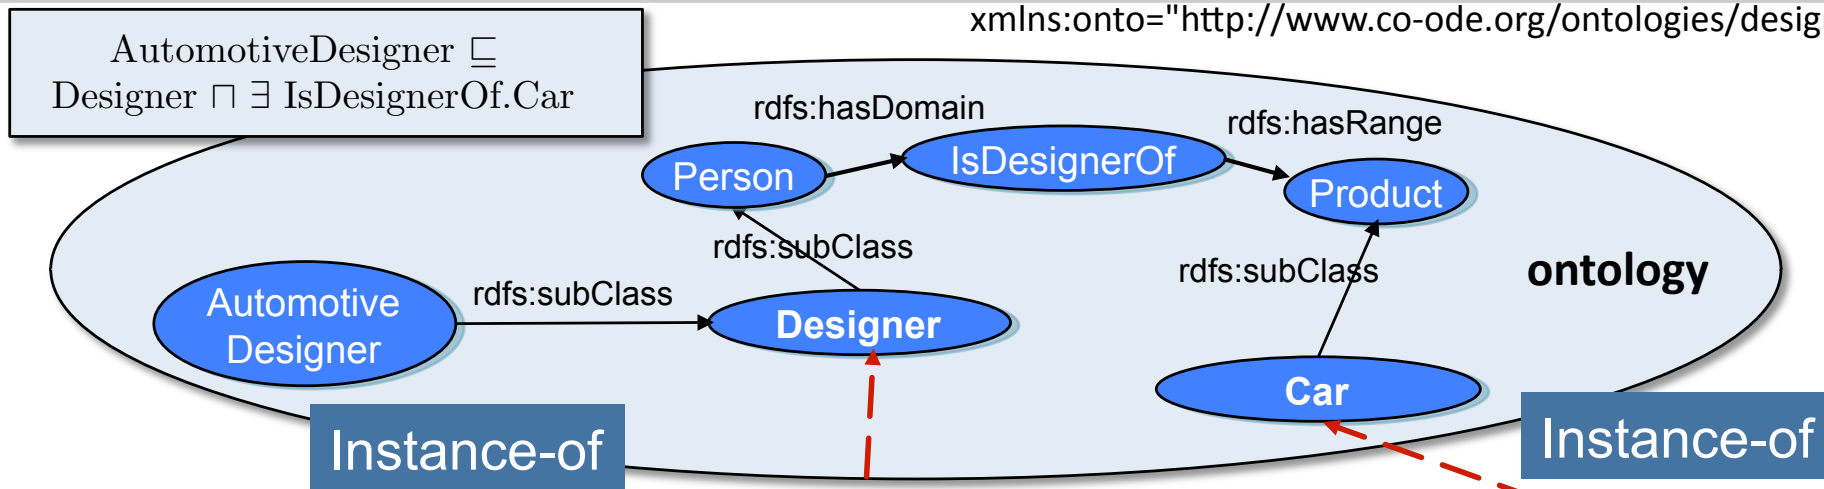 xmlns:onto="http://www.co-ode.org/ontologies/desig
AutomotiveDesigner ⊑
Designer ⊓ ∃ IsDesignerOf.Car
rdfs:hasDomain
rdfs:hasRange
Person
IsDesignerOf
Product
rdfs:subClass
rdfs:subClass
ontology
Automotive
Designer
rdfs:subClass
Designer
Car
Instance-of
Instance-of